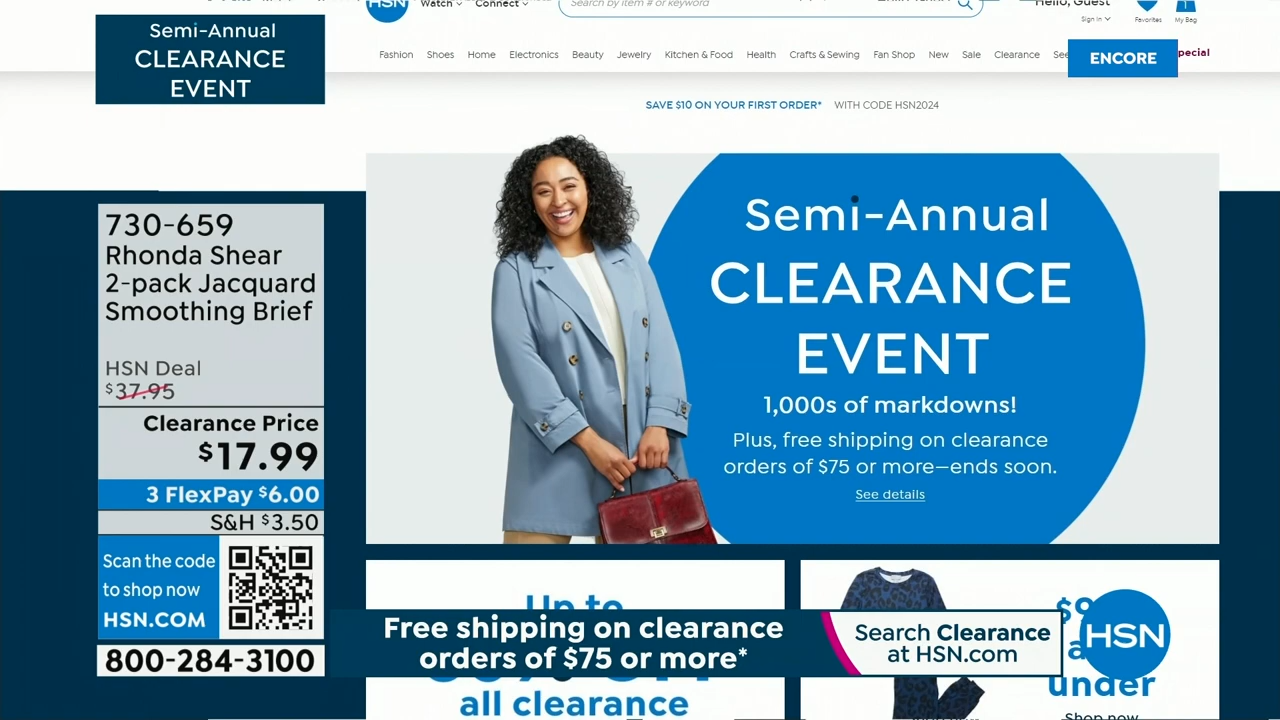 Semi-Annual
CLEARANCE
EVENT
HSN
Watch
Connect
Search by item # or keyword
Hello, Guest
Sign In
Favorites
My Bag
Fashion Shoes Home Electronics Beauty Jewelry Kitchen & Food Health Crafts & Sewing Fan Shop New Sale Clearance
ENCORE
SAVE $10 ON YOUR FIRST ORDER* WITH CODE HSN2024
730-659
Rhonda Shear
2-pack Jacquard
Smoothing Brief
HSN Deal
$37.95
Clearance Price
$17.99
3 FlexPay $6.00
S&H $3.50
Scan the code
to shop now
HSN.COM
800-284-3100
Semi-Annual
CLEARANCE
EVENT
1,000s of markdowns!
Plus, free shipping on clearance
orders of $75 or more—ends soon.
See details
Up to
all clearance
under
Shop now
Free shipping on clearance
orders of $75 or more*
Search Clearance
at HSN.com
HSN